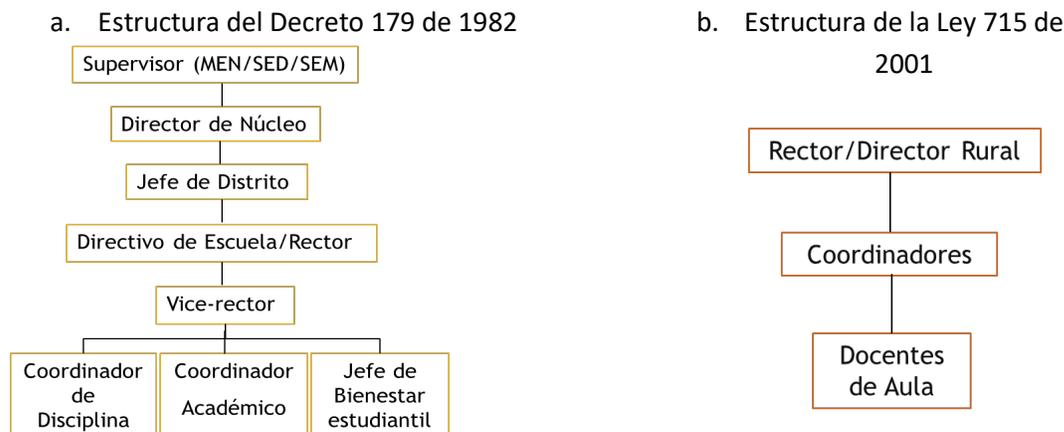 a. Estructura del Decreto 179 de 1982
Supervisor (MEN/SED/SEM)
Director de Núcleo
Jefe de Distrito
Directivo de Escuela/Rector
Vice-rector
Coordinador
de
Disciplina
Coordinador
Académico
Jefe de
Bienestar
estudiantil
b. Estructura de la Ley 715 de
2001
Rector/Director Rural
Coordinadores
Docentes
de Aula